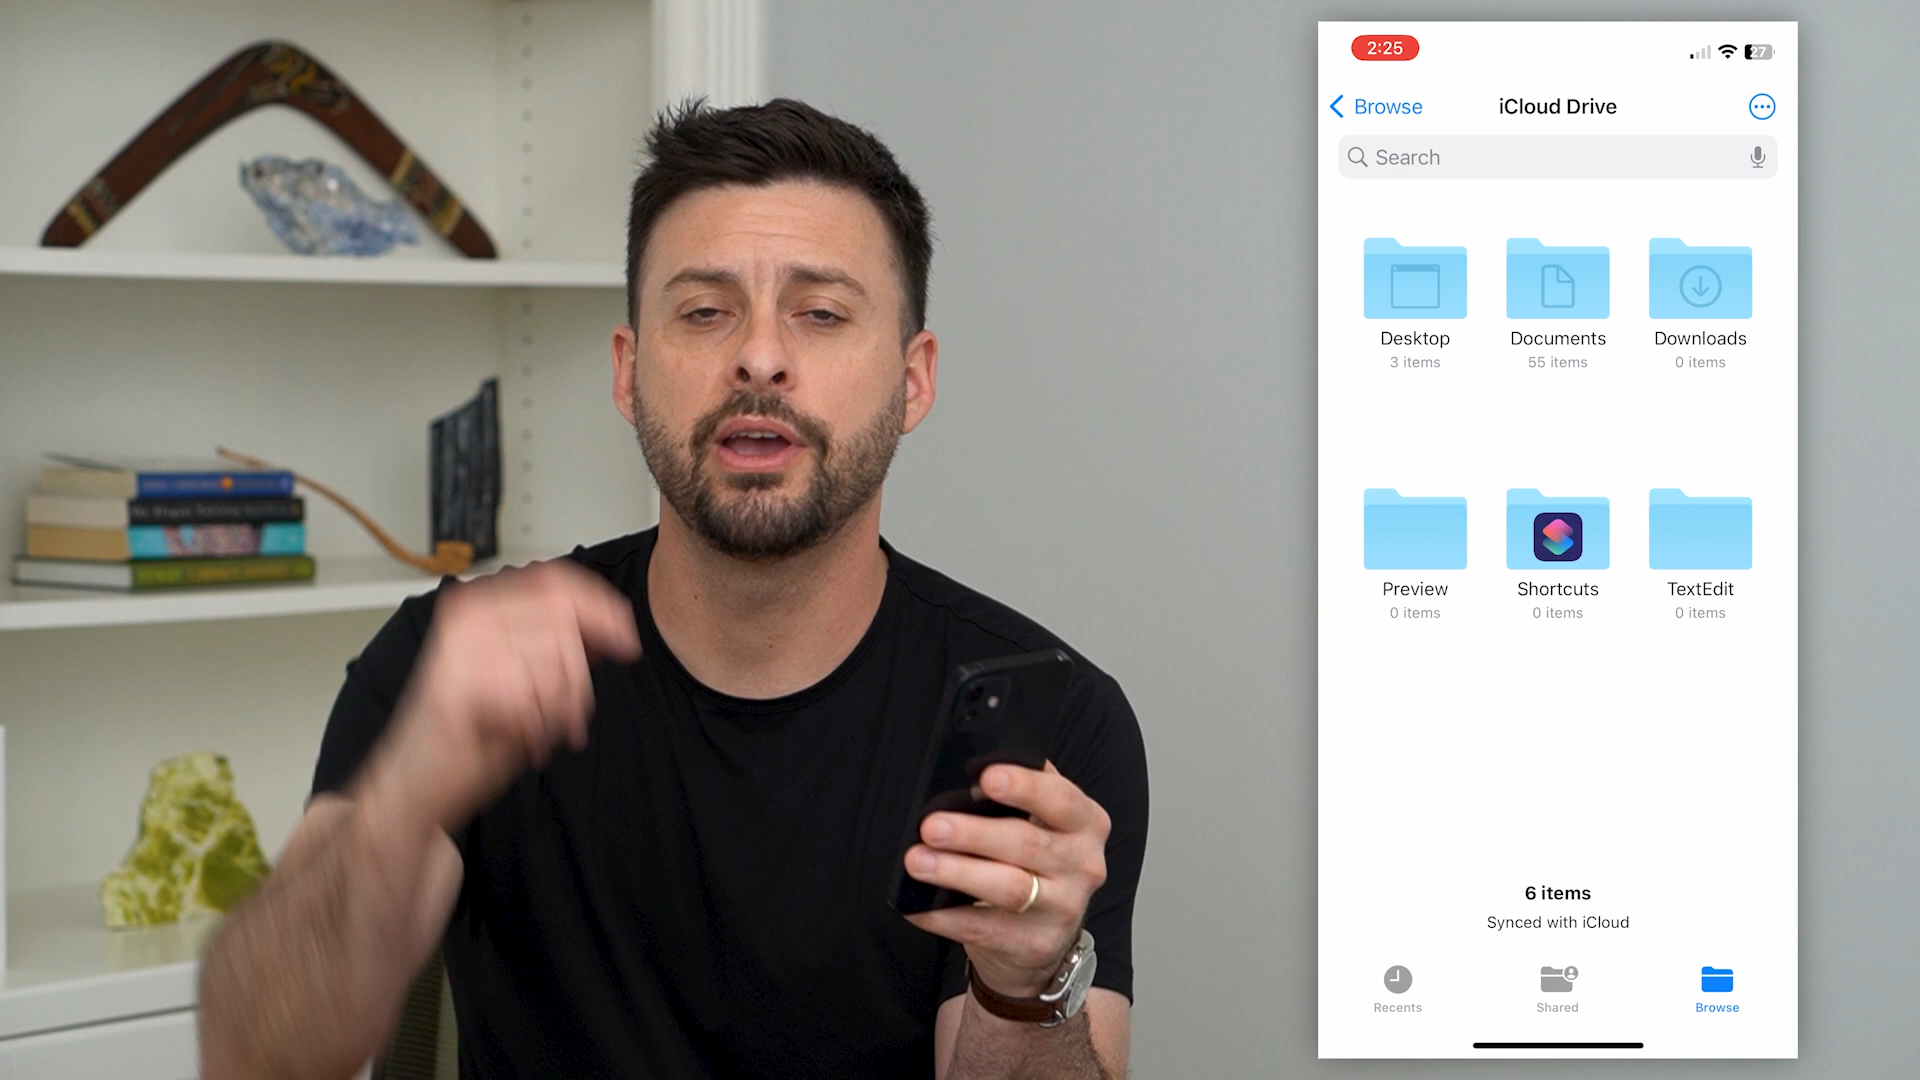 2:25
27
Browse
iCloud Drive
Search
Desktop
Documents
Downloads
3 items
55 items
0 items
Preview
Shortcuts
TextEdit
0 items
0 items
0 items
6 items
Synced with iCloud
Recents
Shared
Browse